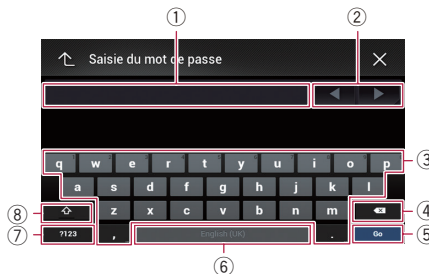 ① ②
Saisie du mot de passe
③
q w e r t y u i o p
a s d f g h j k l
⑧ z x c v b n m ④
⑦ ?123 , English (UK) . Go ⑤
⑥